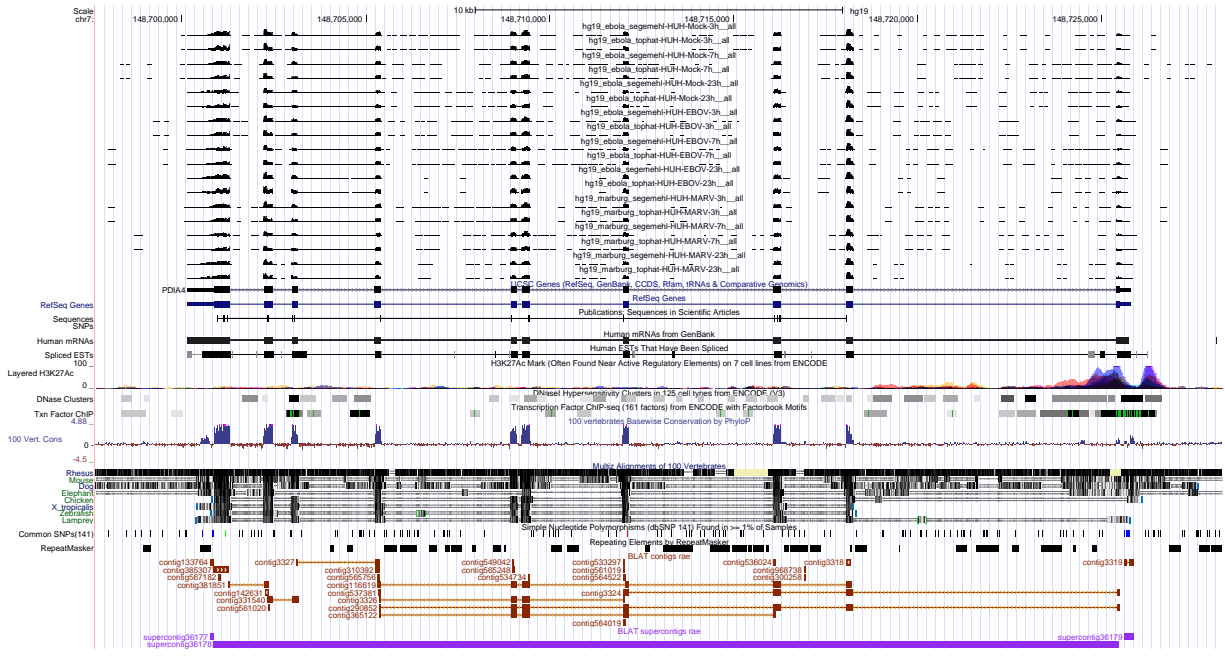 Scale 10 kb hg19
chr7: 148,700,000 148,705,000 148,710,000 148,715,000 148,720,000 148,725,000
hg19_ebola_segemehl-HUH-Mock-3h__all
hg19_ebola_tophat-HUH-Mock-3h__all
hg19_ebola_segemehl-HUH-Mock-7h__all
hg19_ebola_tophat-HUH-Mock-7h__all
hg19_ebola_segemehl-HUH-Mock-23h__all
hg19_ebola_tophat-HUH-Mock-23h__all
hg19_ebola_segemehl-HUH-EBOV-3h__all
hg19_ebola_tophat-HUH-EBOV-3h__all
hg19_ebola_segemehl-HUH-EBOV-7h__all
hg19_ebola_tophat-HUH-EBOV-7h__all
hg19_ebola_segemehl-HUH-EBOV-23h__all
hg19_ebola_tophat-HUH-EBOV-23h__all
hg19_marburg_segemehl-HUH-MARV-3h__all
hg19_marburg_tophat-HUH-MARV-3h__all
hg19_marburg_segemehl-HUH-MARV-7h__all
hg19_marburg_tophat-HUH-MARV-7h__all
hg19_marburg_segemehl-HUH-MARV-23h__all
hg19_marburg_tophat-HUH-MARV-23h__all
UCSC Genes (RefSeq, GenBank, CCDS, Rfam, tRNAs & Comparative Genomics)
PDIA4
RefSeq Genes
RefSeq Genes
Publications: Sequences in Scientific Articles
Sequences
SNPs
Human mRNAs from GenBank
Human mRNAs
Human ESTs That Have Been Spliced
Spliced ESTs
H3K27Ac Mark (Often Found Near Active Regulatory Elements) on 7 cell lines from ENCODE
100
Layered H3K27Ac
0
DNaseI Hypersensitivity Clusters in 125 cell types from ENCODE (V3)
DNase Clusters
Transcription Factor ChIP-seq (161 factors) from ENCODE with Factorbook Motifs
Txn Factor ChIP
100 vertebrates Basewise Conservation by PhyloP
4.88
100 Vert. Cons
0
-4.5
Multiz Alignments of 100 Vertebrates
Rhesus
Mouse
Dog
Elephant
Chicken
X_tropicalis
Zebrafish
Lamprey
Simple Nucleotide Polymorphisms (dbSNP 141) Found in >= 1% of Samples
Common SNPs(141)
Repeating Elements by RepeatMasker
RepeatMasker
BLAT contigs rae
contig133764 contig3327 contig549042 contig533297 contig536024 contig3318 contig3319
contig385307 contig310392 contig565248 contig561019 contig968738
contig567182 contig565756 contig534734 contig564522 contig300258
contig381851 contig116619
contig142631 contig537381 contig3324
contig331540 contig3326
contig561020 contig290852
contig365122
contig564019
BLAT supercontigs rae
supercontig36177 supercontig36179
supercontig36178